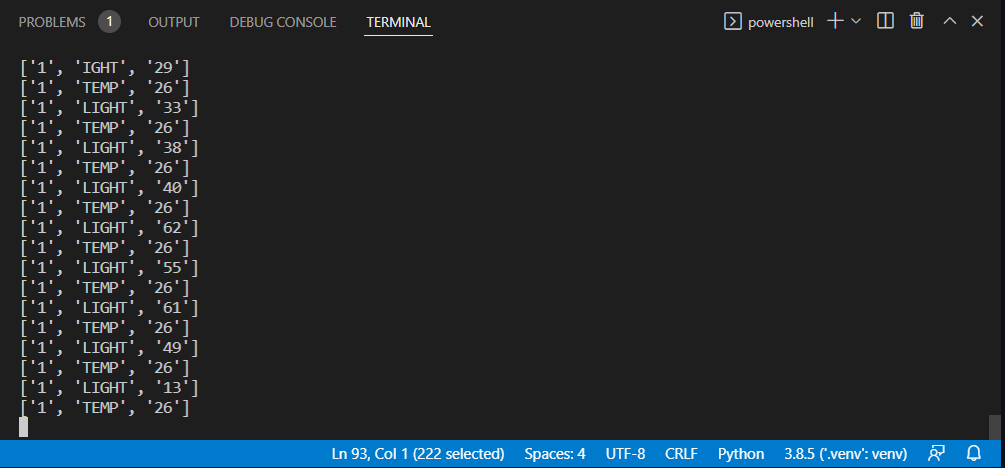 PROBLEMS 1 OUTPUT DEBUG CONSOLE TERMINAL powershell
['1', 'IGHT', '29']
['1', 'TEMP', '26']
['1', 'LIGHT', '33']
['1', 'TEMP', '26']
['1', 'LIGHT', '38']
['1', 'TEMP', '26']
['1', 'LIGHT', '40']
['1', 'TEMP', '26']
['1', 'LIGHT', '62']
['1', 'TEMP', '26']
['1', 'LIGHT', '55']
['1', 'TEMP', '26']
['1', 'LIGHT', '61']
['1', 'TEMP', '26']
['1', 'LIGHT', '49']
['1', 'TEMP', '26']
['1', 'LIGHT', '13']
['1', 'TEMP', '26']
Ln 93, Col 1 (222 selected) Spaces: 4 UTF-8 CRLF Python 3.8.5 ('.venv': venv)